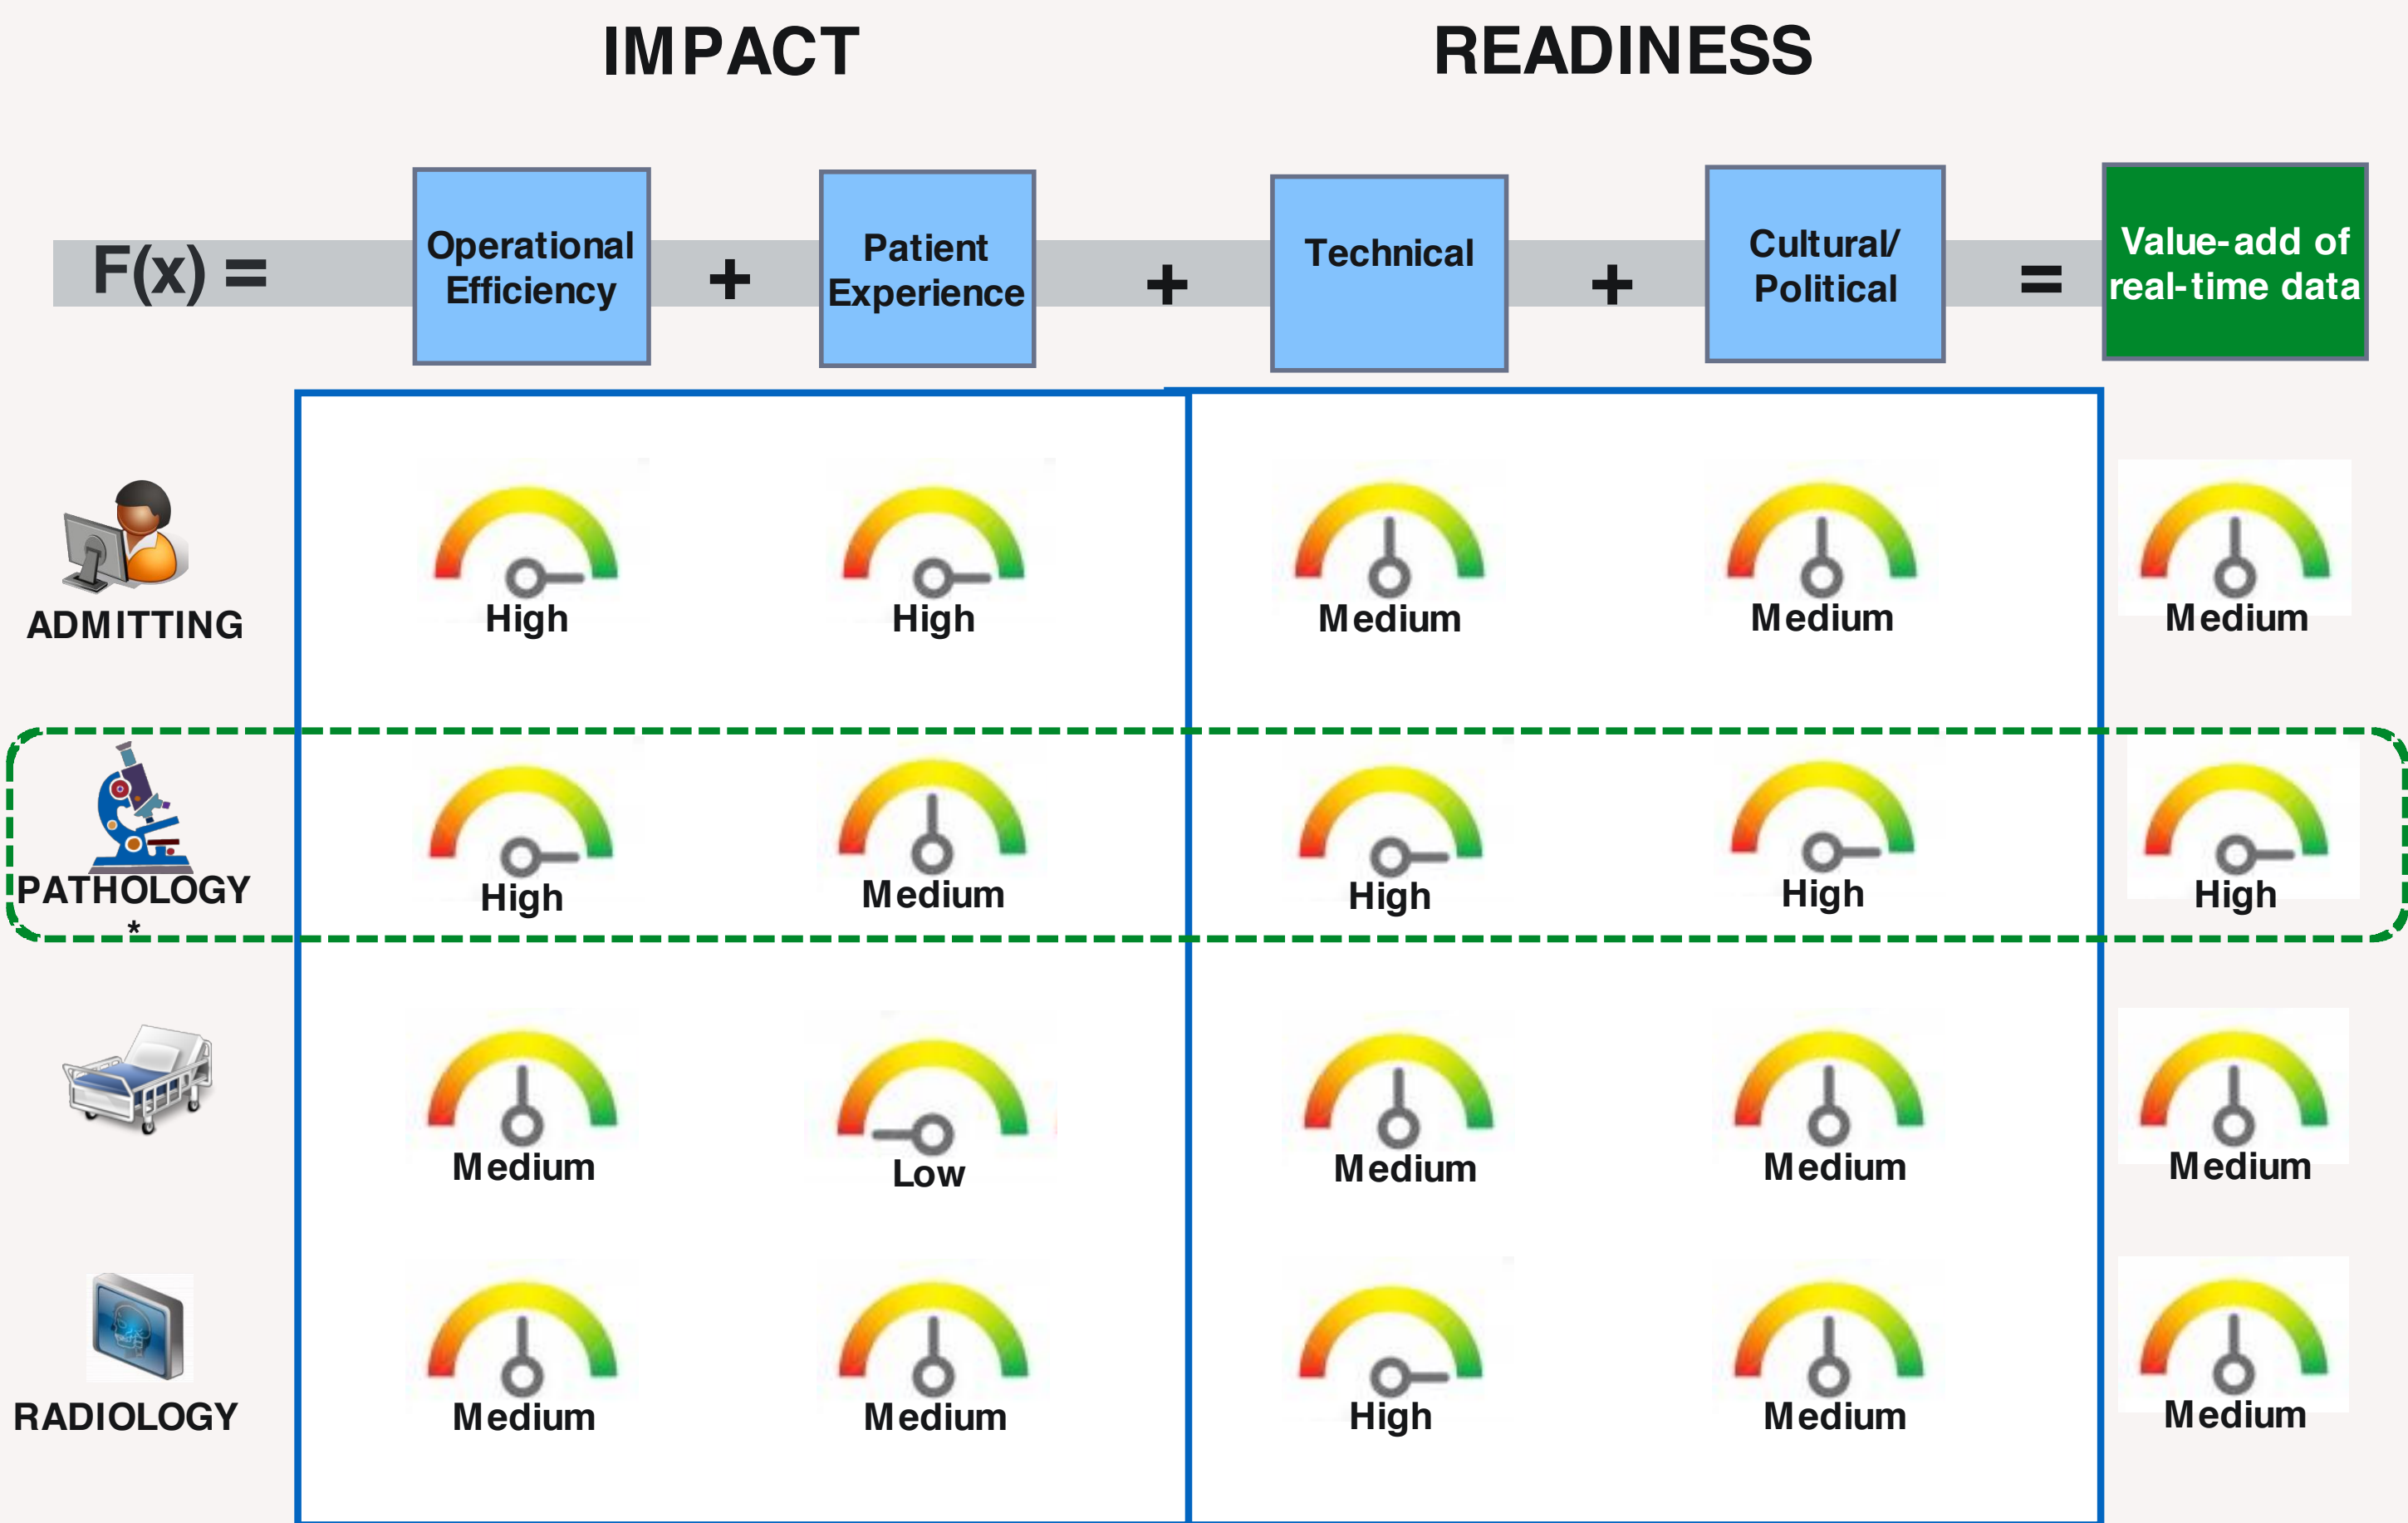 IMPACT
READINESS
F(x) =
Operational
Efficiency
+
Patient
Experience
+
Technical
+
Cultural/
Political
=
Value-add of
real-time data
ADMITTING
High
High
Medium
Medium
Medium
PATHOLOGY
*
High
Medium
High
High
High
Medium
Low
Medium
Medium
Medium
RADIOLOGY
Medium
Medium
High
Medium
Medium